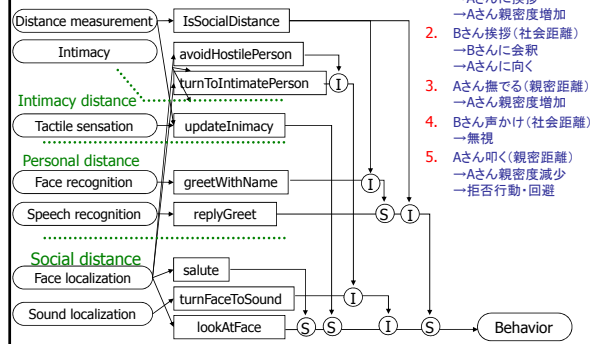 Distance measurement
Intimacy
Intimacy distance
Tactile sensation
Personal distance
Face recognition
Speech recognition
Social distance
Face localization
Sound localization
IsSocialDistance
avoidHostilePerson
turnToIntimatePerson
updateInimacy
greetWithName
replyGreet
salute
turnFaceToSound
lookAtFace
I
I
I
S
I
I
S
S
I
S
Behavior
→Aさんに挨拶
→Aさん親密度増加
2. Bさん挨拶(社会距離)
→Bさんに会釈
→Aさんに向く
3. Aさん撫でる(親密距離)
→Aさん親密度増加
4. Bさん声かけ(社会距離)
→無視
5. Aさん叩く(親密距離)
→Aさん親密度減少
→拒否行動・回避